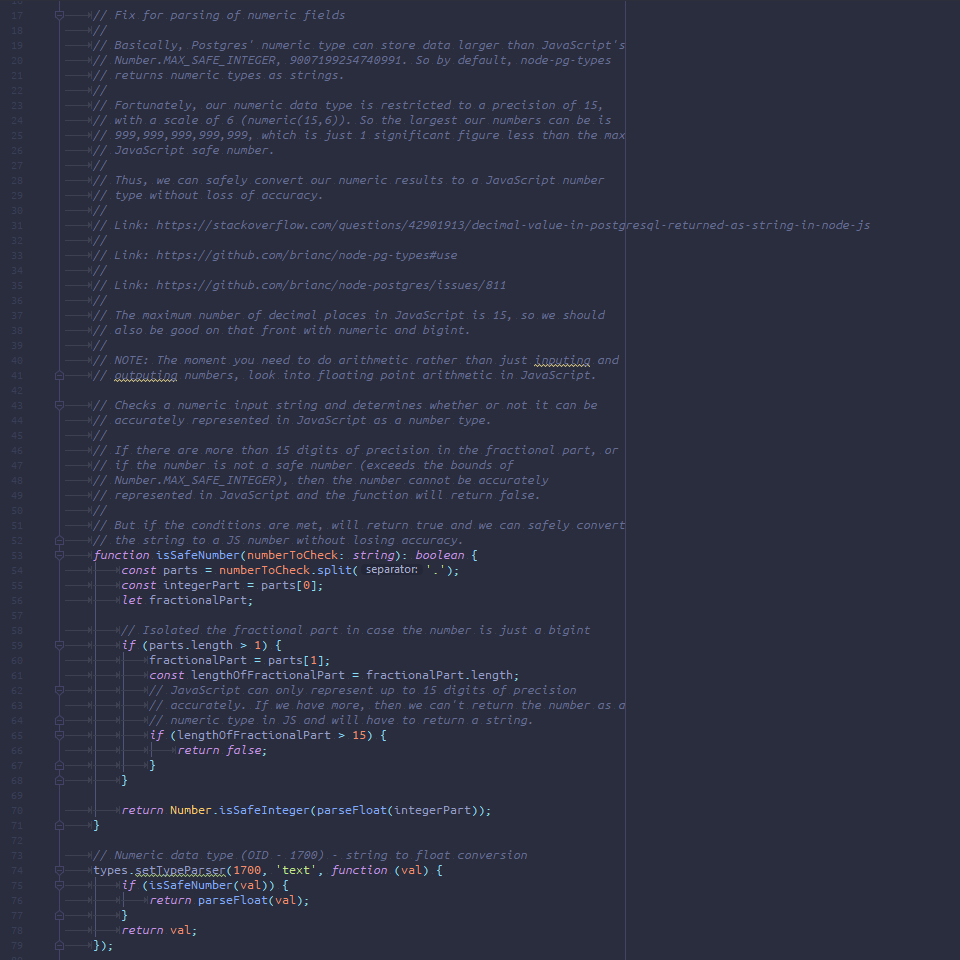 17 // Fix for parsing of numeric fields
18 //
19 // Basically, Postgres' numeric type can store data larger than JavaScript's
20 // Number.MAX_SAFE_INTEGER, 9007199254740991. So by default, node-pg-types
21 // returns numeric types as strings.
22 //
23 // Fortunately, our numeric data type is restricted to a precision of 15,
24 // with a scale of 6 (numeric(15,6)). So the largest our numbers can be is
25 // 999,999,999,999,999, which is just 1 significant figure less than the max
26 // JavaScript safe number.
27 //
28 // Thus, we can safely convert our numeric results to a JavaScript number
29 // type without loss of accuracy.
30 //
31 // Link: https://stackoverflow.com/questions/42901913/decimal-value-in-postgresql-returned-as-string-in-node-js
32 //
33 // Link: https://github.com/brianc/node-pg-types#use
34 //
35 // Link: https://github.com/brianc/node-postgres/issues/811
36 //
37 // The maximum number of decimal places in JavaScript is 15, so we should
38 // also be good on that front with numeric and bigint.
39 //
40 // NOTE: The moment you need to do arithmetic rather than just inputing and
41 // outputing numbers, look into floating point arithmetic in JavaScript.
42
43 // Checks a numeric input string and determines whether or not it can be
44 // accurately represented in JavaScript as a number type.
45 //
46 // If there are more than 15 digits of precision in the fractional part, or
47 // if the number is not a safe number (exceeds the bounds of
48 // Number.MAX_SAFE_INTEGER), then the number cannot be accurately
49 // represented in JavaScript and the function will return false.
50 //
51 // But if the conditions are met, will return true and we can safely convert
52 // the string to a JS number without losing accuracy.
53 function isSafeNumber(numberToCheck: string): boolean {
54 const parts = numberToCheck.split( separator: '.');
55 const integerPart = parts[0];
56 let fractionalPart;
57
58 // Isolated the fractional part in case the number is just a bigint
59 if (parts.length > 1) {
60 fractionalPart = parts[1];
61 const lengthOfFractionalPart = fractionalPart.length;
62 // JavaScript can only represent up to 15 digits of precision
63 // accurately. If we have more, then we can't return the number as a
64 // numeric type in JS and will have to return a string.
65 if (lengthOfFractionalPart > 15) {
66 return false;
67 }
68 }
69
70 return Number.isSafeInteger(parseFloat(integerPart));
71 }
72
73 // Numeric data type (OID - 1700) - string to float conversion
74 types.setTypeParser(1700, 'text', function (val) {
75 if (isSafeNumber(val)) {
76 return parseFloat(val);
77 }
78 return val;
79 });